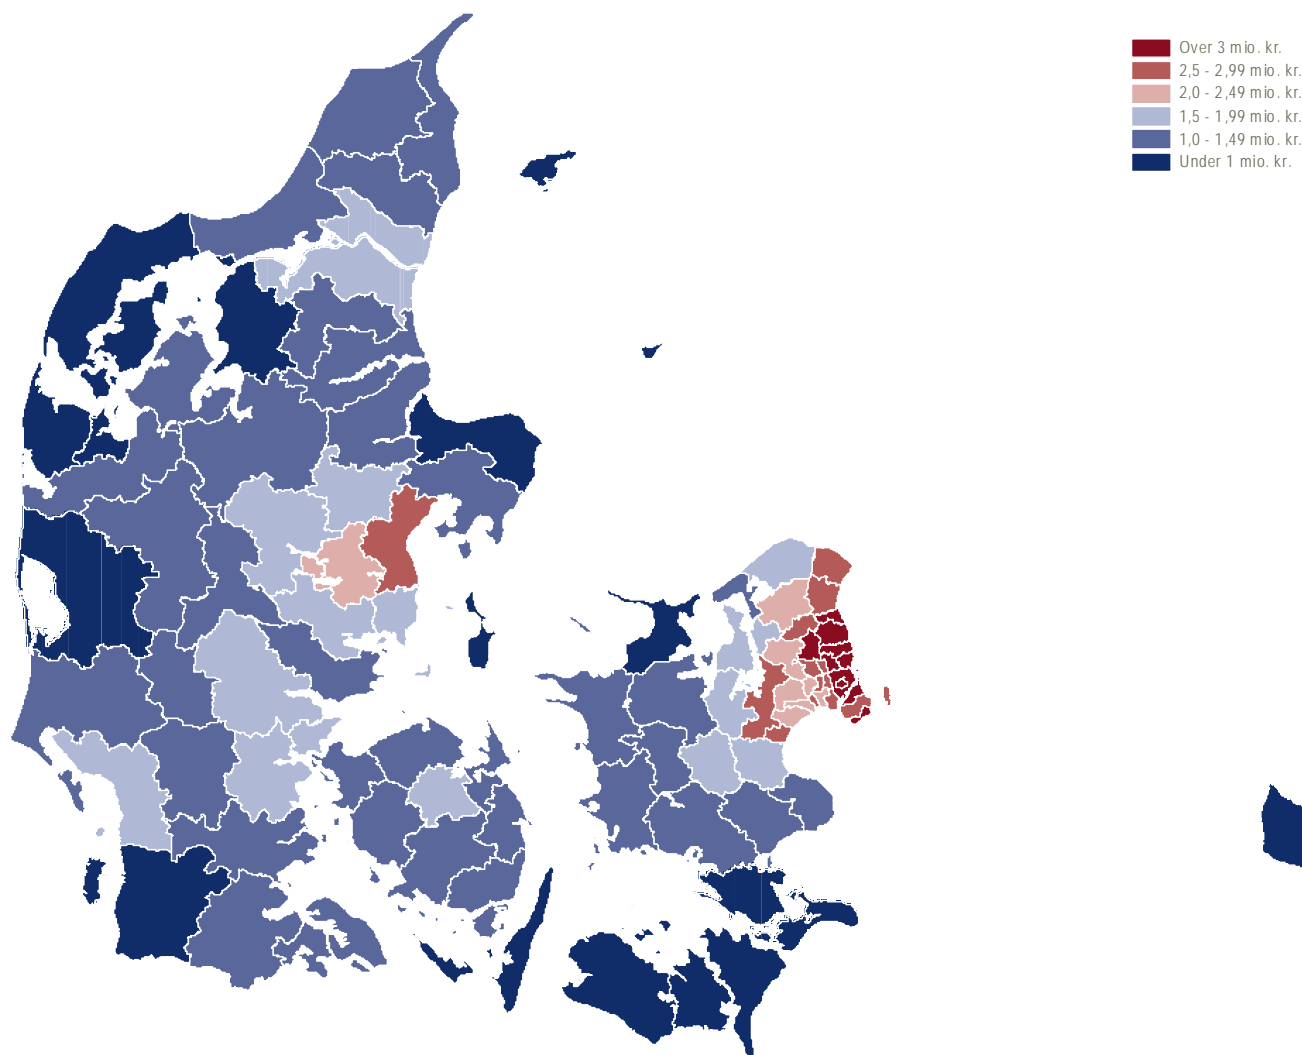 Over 3 mio. kr.
2,5 - 2,99 mio. kr.
2,0 - 2,49 mio. kr.
1,5 - 1,99 mio. kr.
1,0 - 1,49 mio. kr.
Under 1 mio. kr.